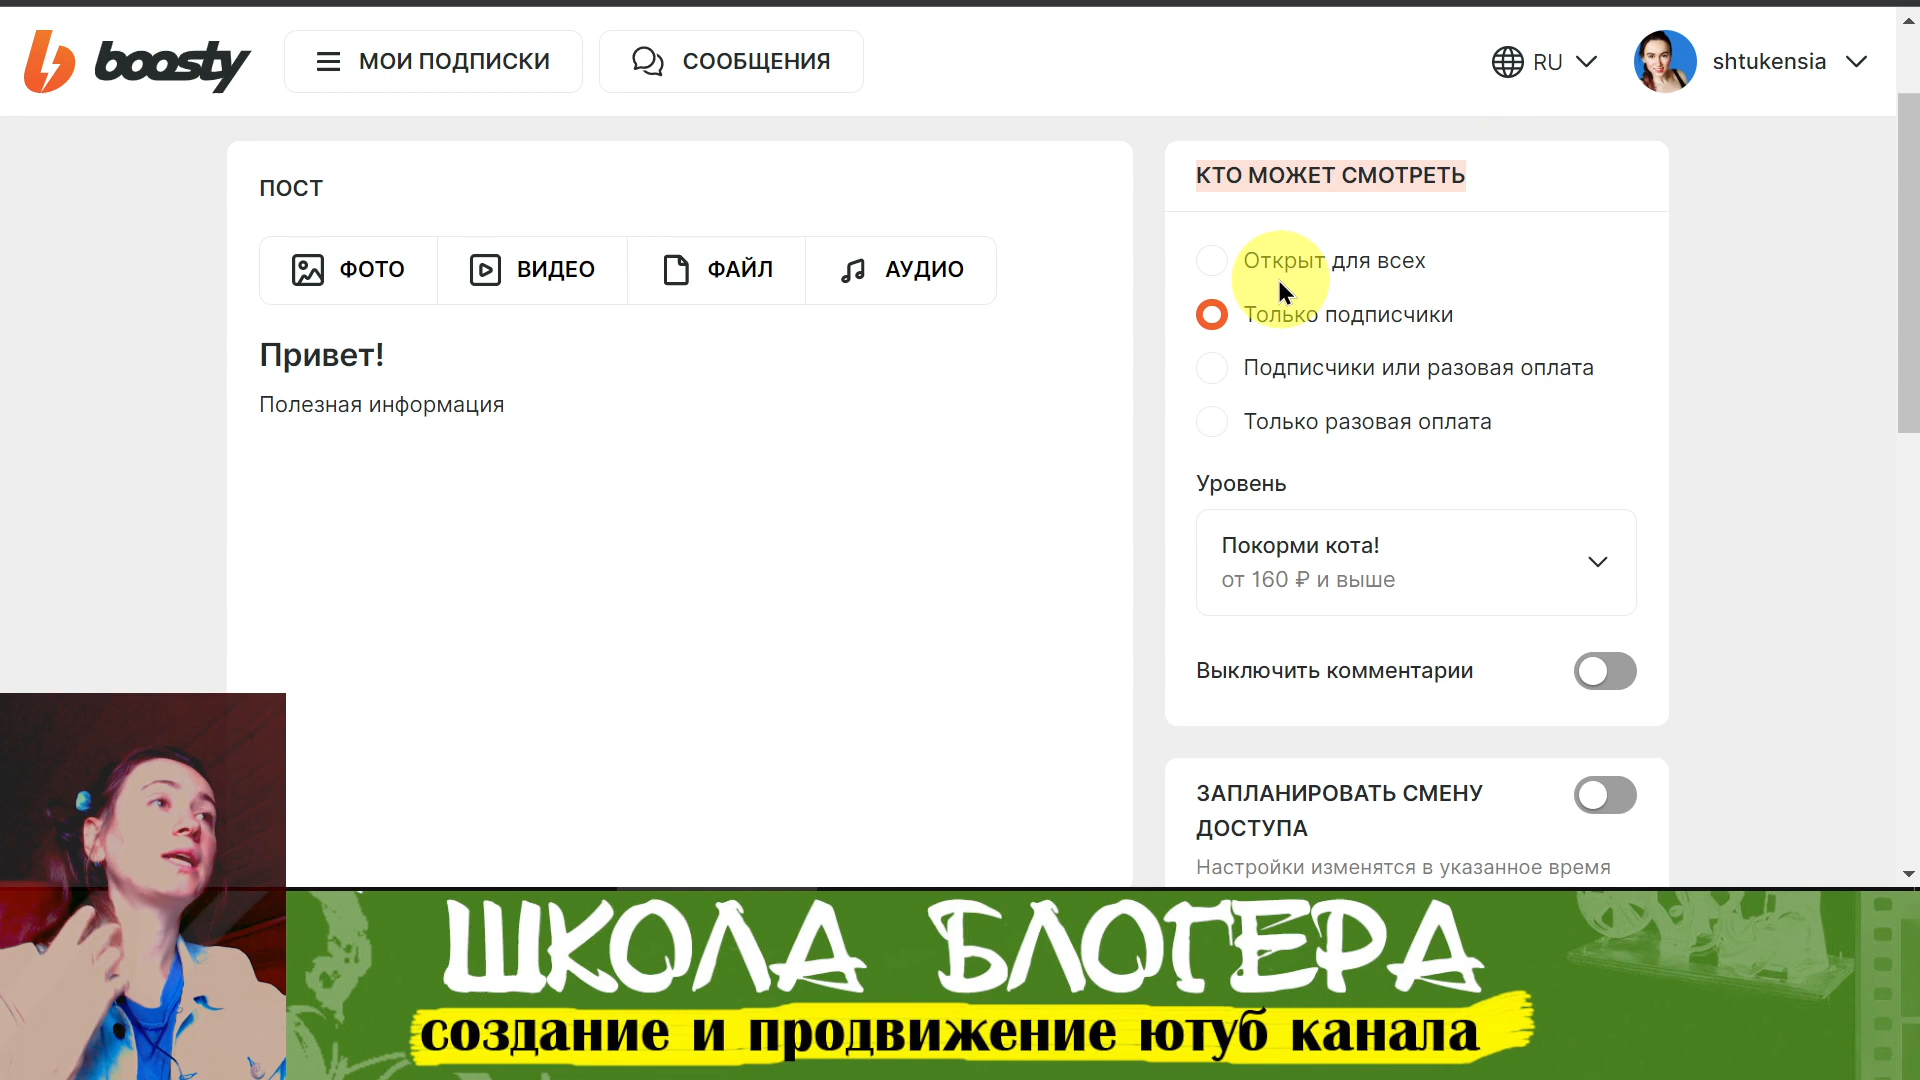 boosty
МОИ ПОДПИСКИ
СООБЩЕНИЯ
RU
shtukensia
ПОСТ
ФОТО
ВИДЕО
ФАЙЛ
АУДИО
Привет!
Полезная информация
КТО МОЖЕТ СМОТРЕТЬ
Открыт для всех
Только подписчики
Подписчики или разовая оплата
Только разовая оплата
Уровень
Покорми кота!
от 160 ₽ и выше
Выключить комментарии
ЗАПЛАНИРОВАТЬ СМЕНУ
ДОСТУПА
Настройки изменятся в указанное время
ШКОЛА БЛОГЕРА
создание и продвижение ютуб канала